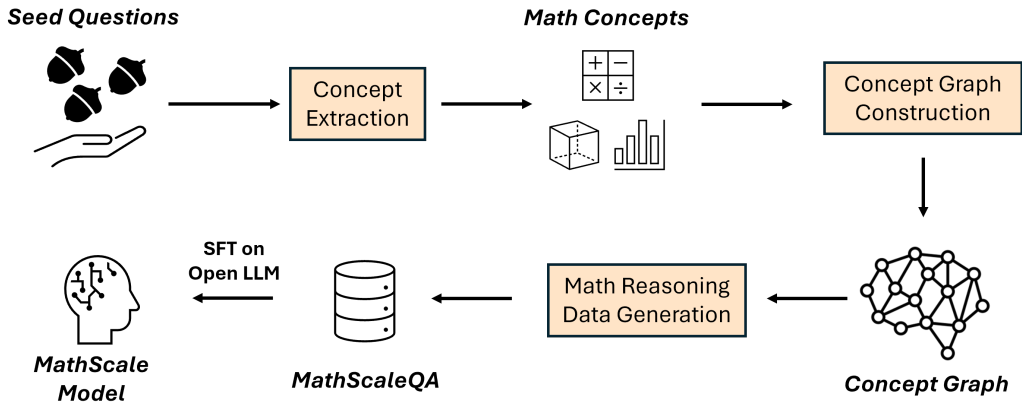 Seed Questions
Math Concepts
Concept
Extraction
+ −
× ÷
Concept Graph
Construction
SFT on
Open LLM
Math Reasoning
Data Generation
MathScale
Model
MathScaleQA
Concept Graph